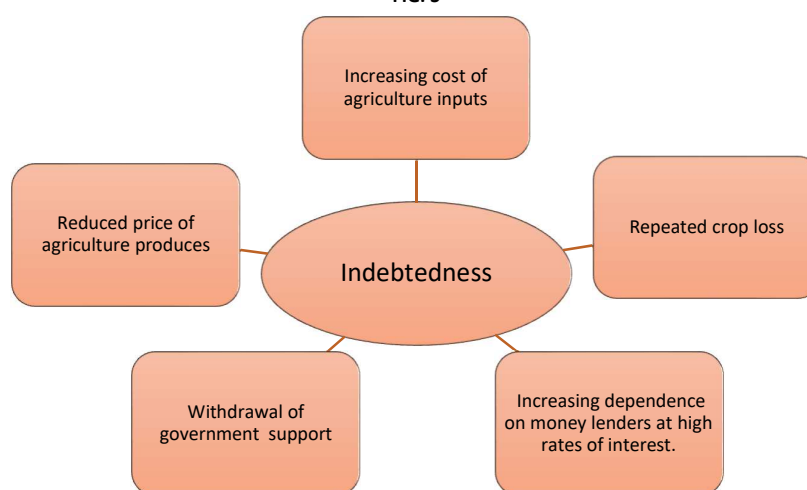 Increasing cost of
agriculture inputs
Reduced price of
agriculture produces
Repeated crop loss
Indebtedness
Withdrawal of
government support
Increasing dependence
on money lenders at high
rates of interest.